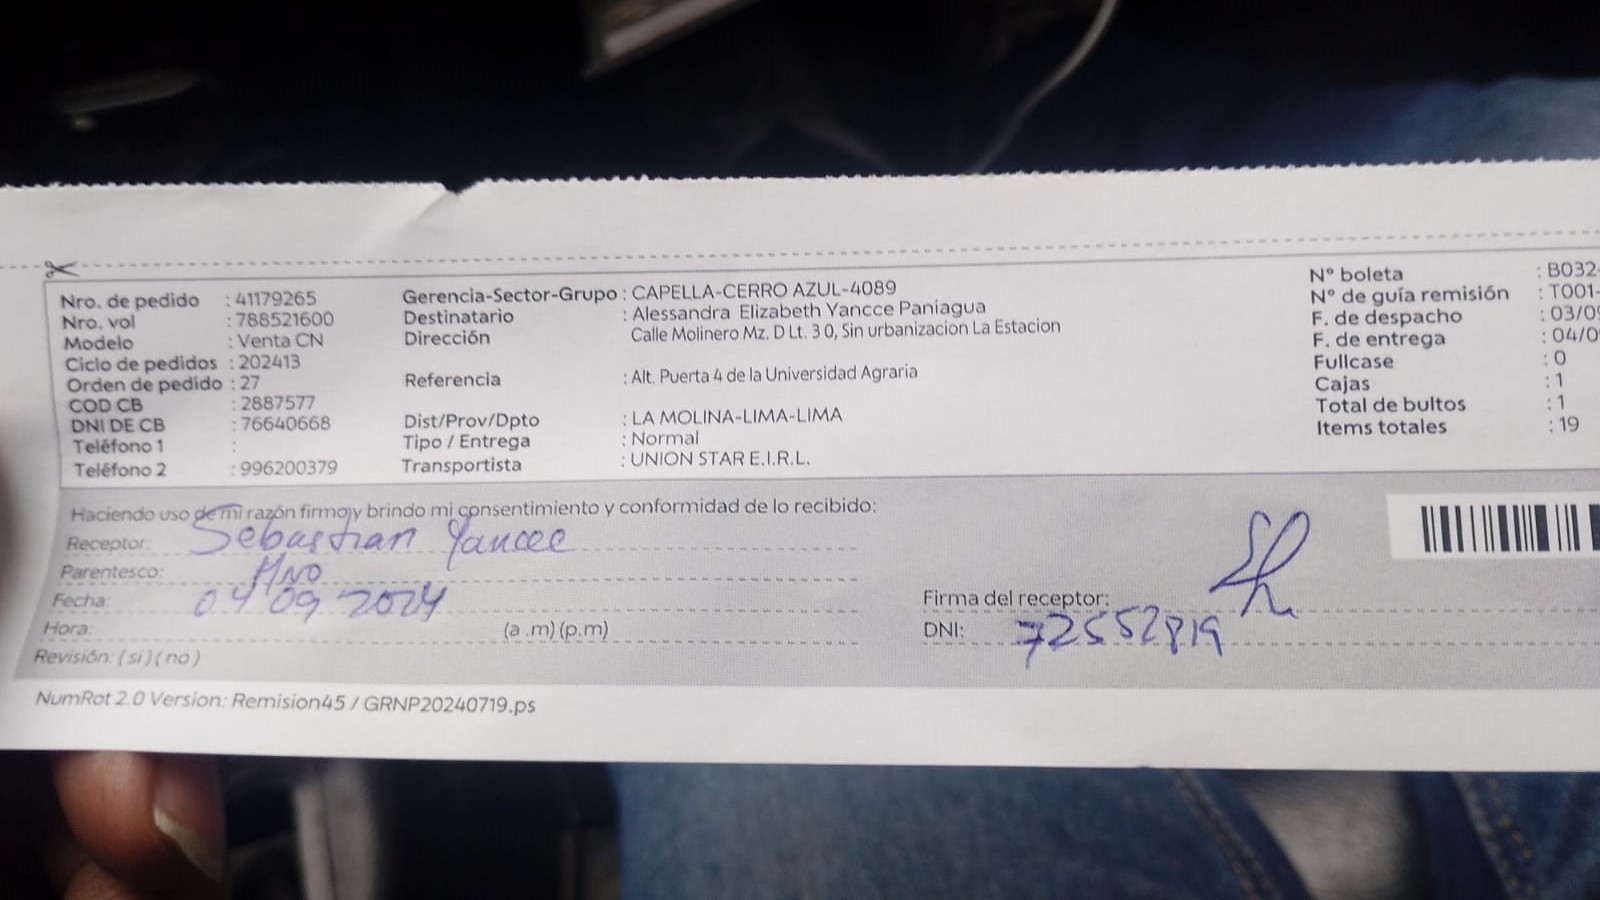 Nro. de pedido : 41179265
Nro. vol : 788521600
Modelo : Venta CN
Ciclo de pedidos : 202413
Orden de pedido : 27
COD CB : 2887577
DNI DE CB : 76640668
Teléfono 1 :
Teléfono 2 : 996200379
Gerencia-Sector-Grupo : CAPELLA-CERRO AZUL-4089
Destinatario : Alessandra Elizabeth Yancce Paniagua
Dirección Calle Molinero Mz. D Lt. 3 0, Sin urbanizacion La Estacion
Referencia : Alt. Puerta 4 de la Universidad Agraria
Dist/Prov/Dpto : LA MOLINA-LIMA-LIMA
Tipo / Entrega : Normal
Transportista : UNION STAR E.I.R.L.
N° boleta : B032-
N° de guía remisión : T001-
F. de despacho : 03/09
F. de entrega : 04/0
Fullcase : 0
Cajas : 1
Total de bultos : 1
Items totales : 19
Haciendo uso de mi razón firmo y brindo mi consentimiento y conformidad de lo recibido:
Receptor: Sebastian Yancce
Parentesco: HNO
Fecha: 04 09 2024
Hora: (a .m) (p.m)
Revisión: ( si ) ( no )
Firma del receptor:
DNI: 72552819
NumRot 2.0 Version: Remision45 / GRNP20240719.ps